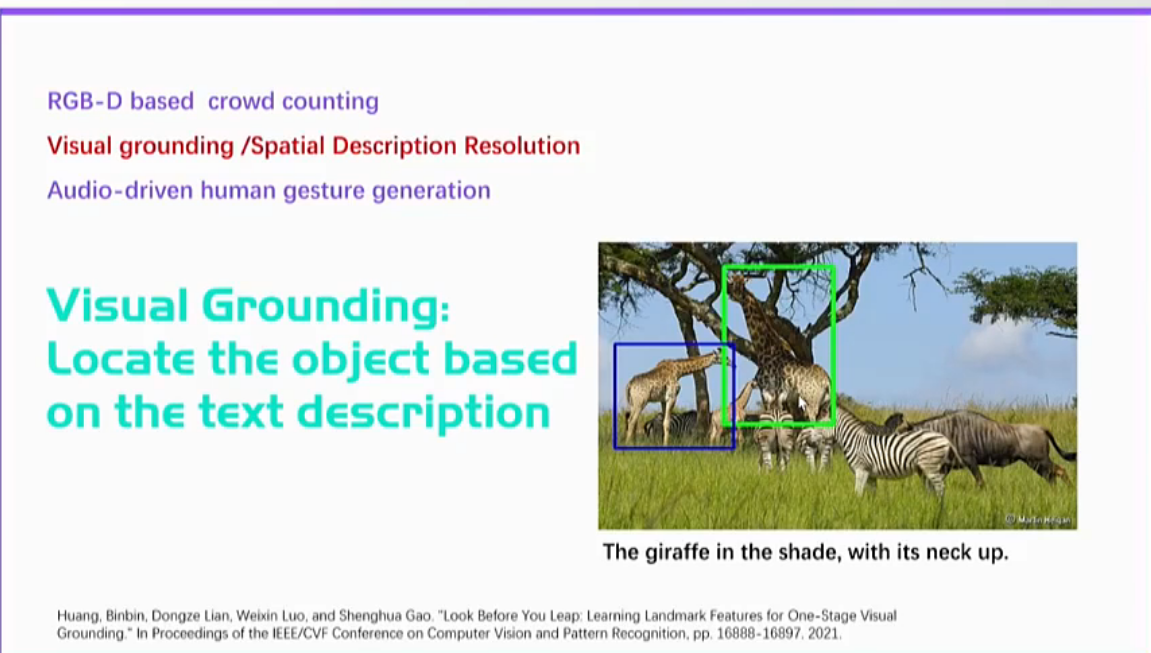 RGB-D based crowd counting
Visual grounding /Spatial Description Resolution
Audio-driven human gesture generation
Visual Grounding:
Locate the object based
on the text description
The giraffe in the shade, with its neck up.
Huang, Binbin, Dongze Lian, Weixin Luo, and Shenghua Gao. "Look Before You Leap: Learning Landmark Features for One-Stage Visual
Grounding." In Proceedings of the IEEE/CVF Conference on Computer Vision and Pattern Recognition, pp. 16888-16897. 2021.